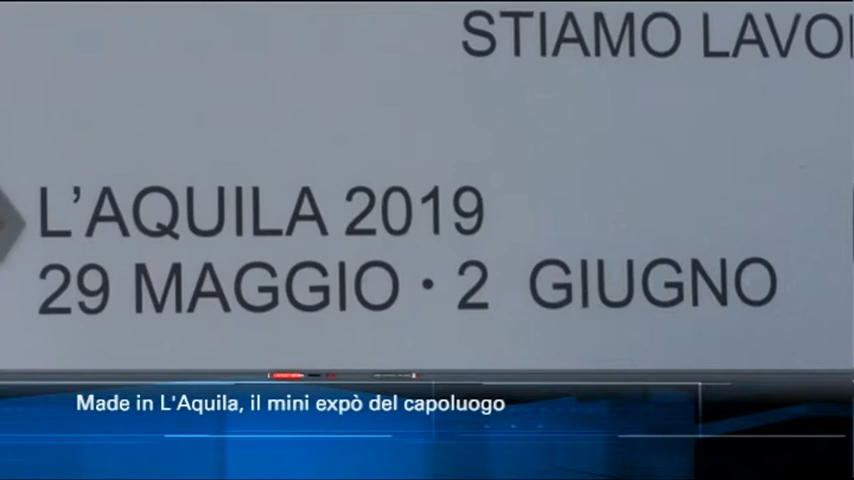 STIAMO
L'AQUILA 2019
29 MAGGIO • 2 GIUGNO
Made in L'Aquila, il mini expò del capoluogo